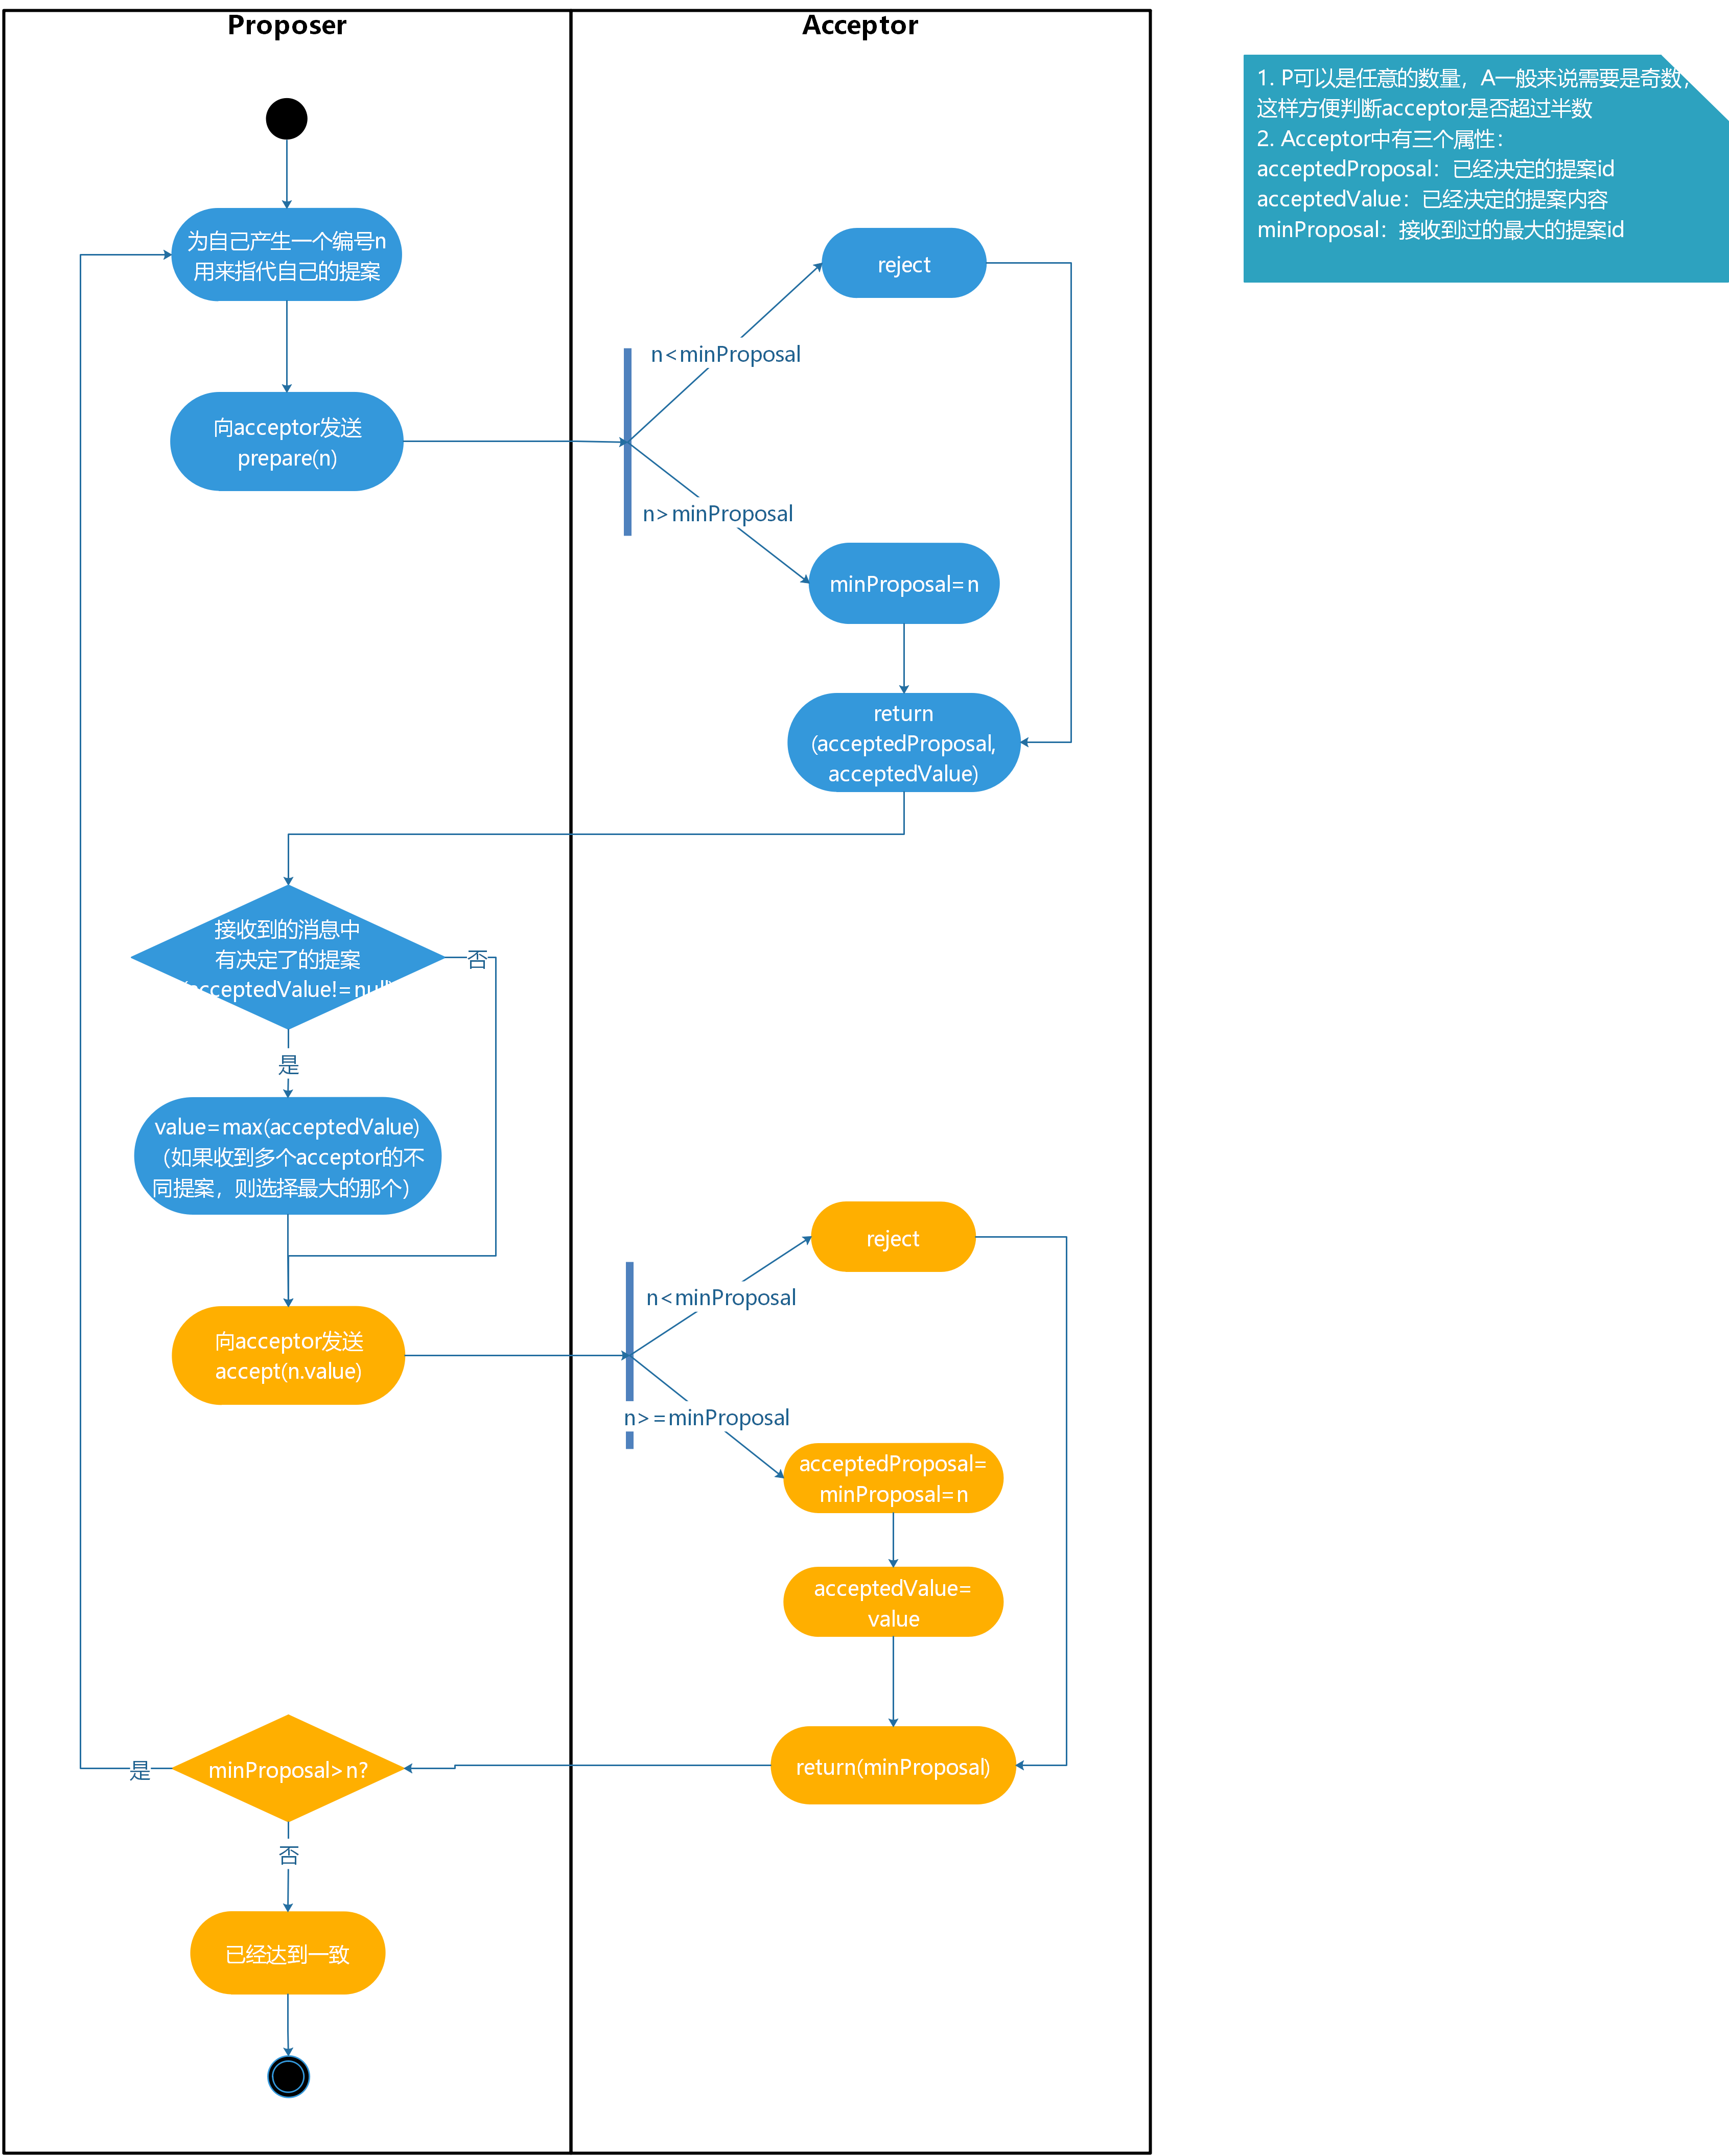 Proposer
Acceptor
1. P可以是任意的数量，A一般来说需要是奇数，
这样方便判断acceptor是否超过半数
2. Acceptor中有三个属性：
acceptedProposal：已经决定的提案id
acceptedValue：已经决定的提案内容
minProposal：接收到过的最大的提案id
为自己产生一个编号n
用来指代自己的提案
reject
n<minProposal
向acceptor发送
prepare(n)
n>minProposal
minProposal=n
return
(acceptedProposal,
acceptedValue)
接收到的消息中
有决定了的提案
(acceptedValue!=null)
否
是
value=max(acceptedValue)
（如果收到多个acceptor的不
同提案，则选择最大的那个）
reject
n<minProposal
向acceptor发送
accept(n.value)
n>=minProposal
acceptedProposal=
minProposal=n
acceptedValue=
value
minProposal>n?
return(minProposal)
是
否
已经达到一致